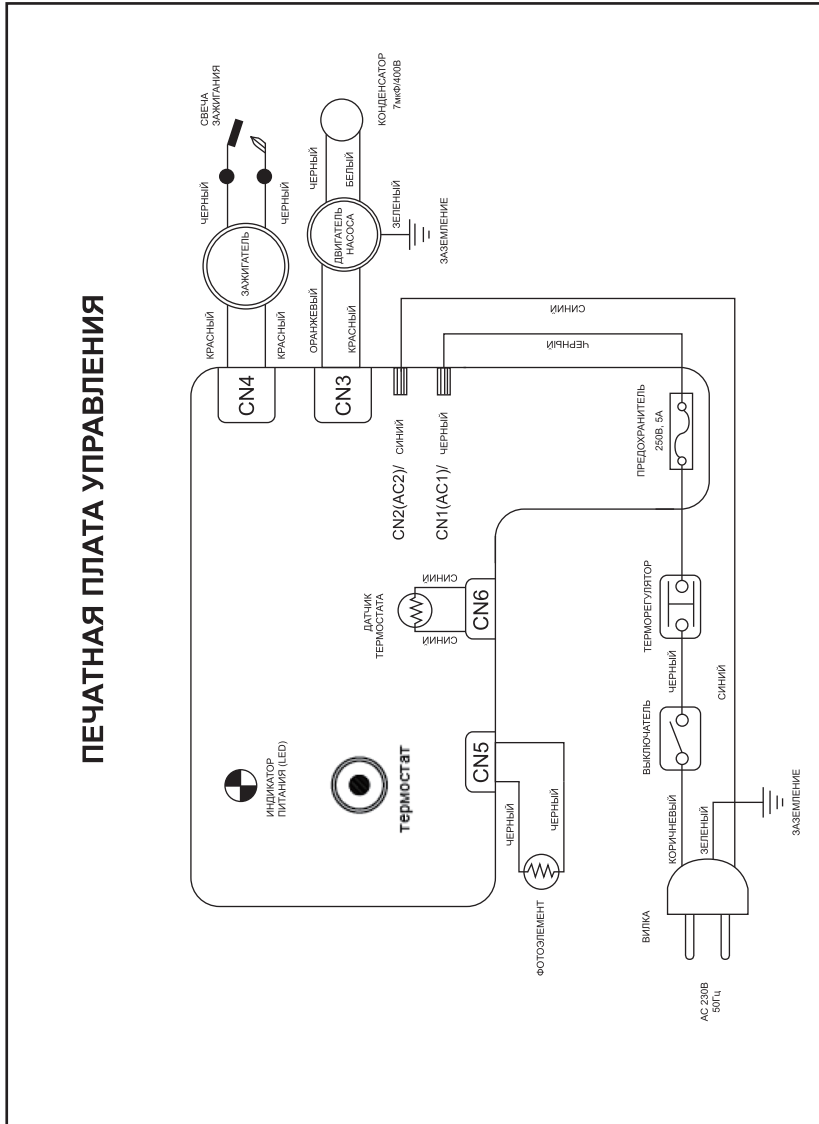 ПЕЧАТНАЯ ПЛАТА УПРАВЛЕНИЯ
ИНДИКАТОР
ПИТАНИЯ (LED)
термостат
ДАТЧИК
ТЕРМОСТАТА
СИНИЙ
СИНИЙ
CN6
CN5
ЧЕРНЫЙ
ЧЕРНЫЙ
ФОТОЭЛЕМЕНТ
CN4
КРАСНЫЙ
КРАСНЫЙ
ЗАЖИГАТЕЛЬ
ЧЕРНЫЙ
ЧЕРНЫЙ
СВЕЧА
ЗАЖИГАНИЯ
CN3
ОРАНЖЕВЫЙ
КРАСНЫЙ
ДВИГАТЕЛЬ
НАСОСА
ЧЕРНЫЙ
БЕЛЫЙ
КОНДЕНСАТОР
7мкФ/400В
ЗЕЛЕНЫЙ
ЗАЗЕМЛЕНИЕ
CN2(AC2)/ СИНИЙ
CN1(AC1)/ ЧЕРНЫЙ
СИНИЙ
ЧЕРНЫЙ
ПРЕДОХРАНИТЕЛЬ
250В, 5А
ТЕРМОРЕГУЛЯТОР
ЧЕРНЫЙ
ВЫКЛЮЧАТЕЛЬ
СИНИЙ
КОРИЧНЕВЫЙ
ЗЕЛЕНЫЙ
ЗАЗЕМЛЕНИЕ
ВИЛКА
АС 230В
50Гц